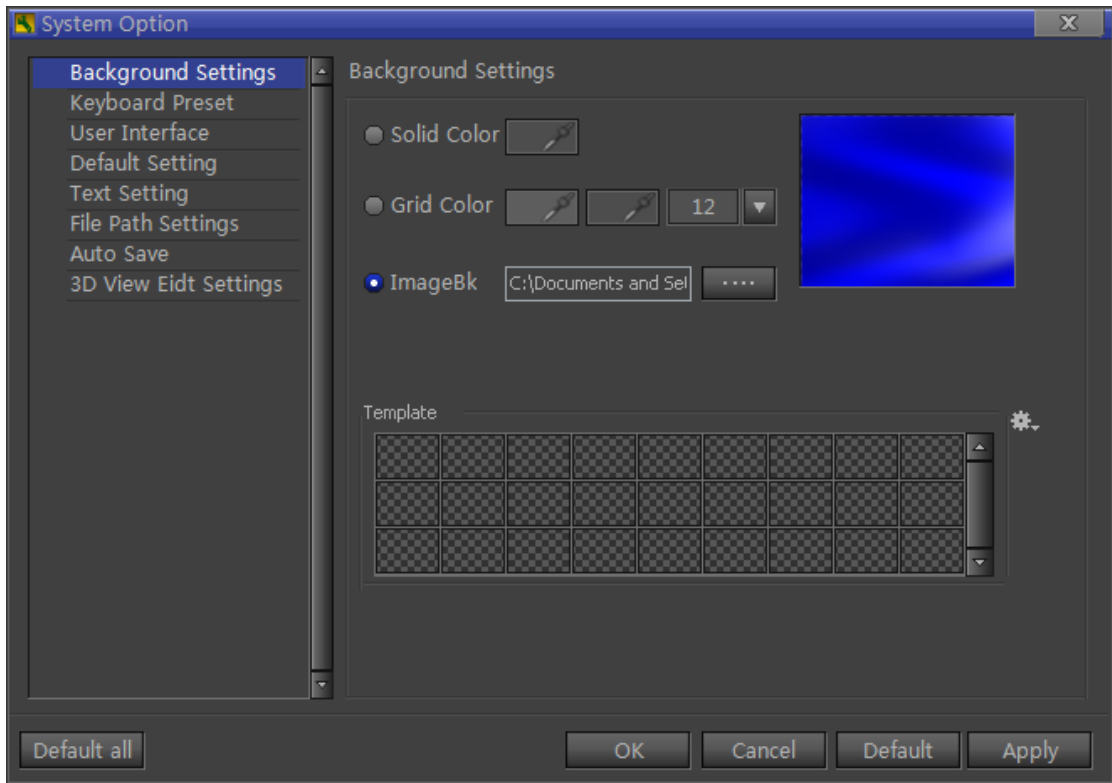 System Option
Background Settings
Keyboard Preset
User Interface
Default Setting
Text Setting
File Path Settings
Auto Save
3D View Eidt Settings
Background Settings
Solid Color
Grid Color 12
ImageBk C:\Documents and Sel ....
Template
Default all OK Cancel Default Apply